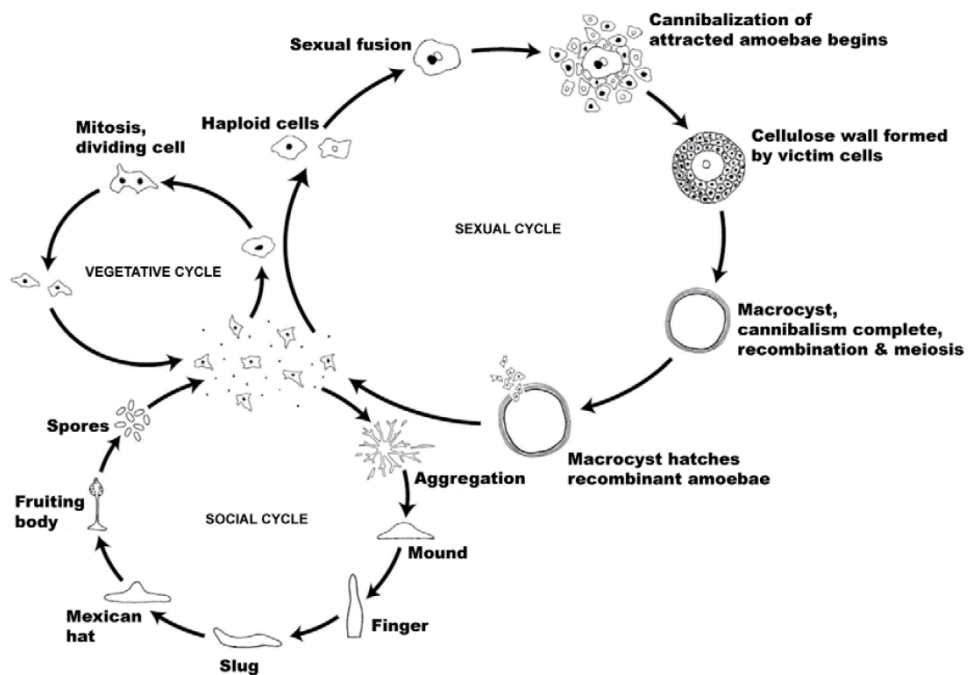 Cannibalization of
attracted amoebae begins
Sexual fusion
Haploid cells
Mitosis,
dividing cell
Cellulose wall formed
by victim cells
SEXUAL CYCLE
VEGETATIVE CYCLE
Macrocyst,
cannibalism complete,
recombination & meiosis
Spores
Macrocyst hatches
recombinant amoebae
Aggregation
Fruiting
body
SOCIAL CYCLE
Mound
Mexican
hat
Finger
Slug